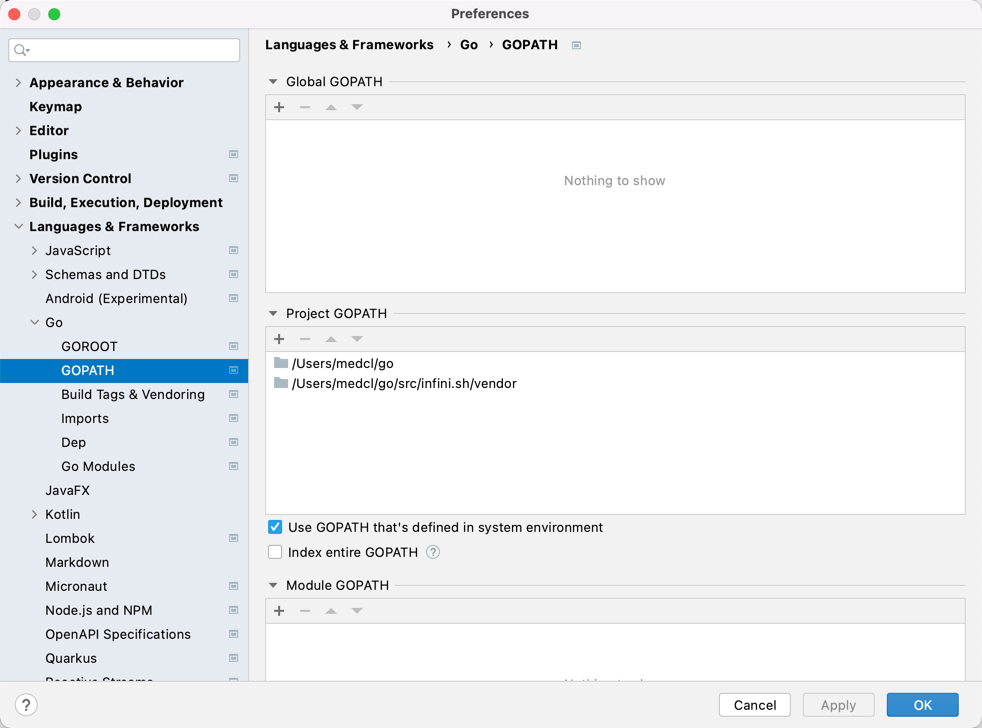 Preferences
Languages & Frameworks › Go › GOPATH
Appearance & Behavior
Keymap
Editor
Plugins
Version Control
Build, Execution, Deployment
Languages & Frameworks
JavaScript
Schemas and DTDs
Android (Experimental)
Go
GOROOT
GOPATH
Build Tags & Vendoring
Imports
Dep
Go Modules
JavaFX
Kotlin
Lombok
Markdown
Micronaut
Node.js and NPM
OpenAPI Specifications
Quarkus
Reactive Streams
Global GOPATH
Nothing to show
Project GOPATH
/Users/medcl/go
/Users/medcl/go/src/infini.sh/vendor
Use GOPATH that's defined in system environment
Index entire GOPATH ?
Module GOPATH
?
Cancel
Apply
OK